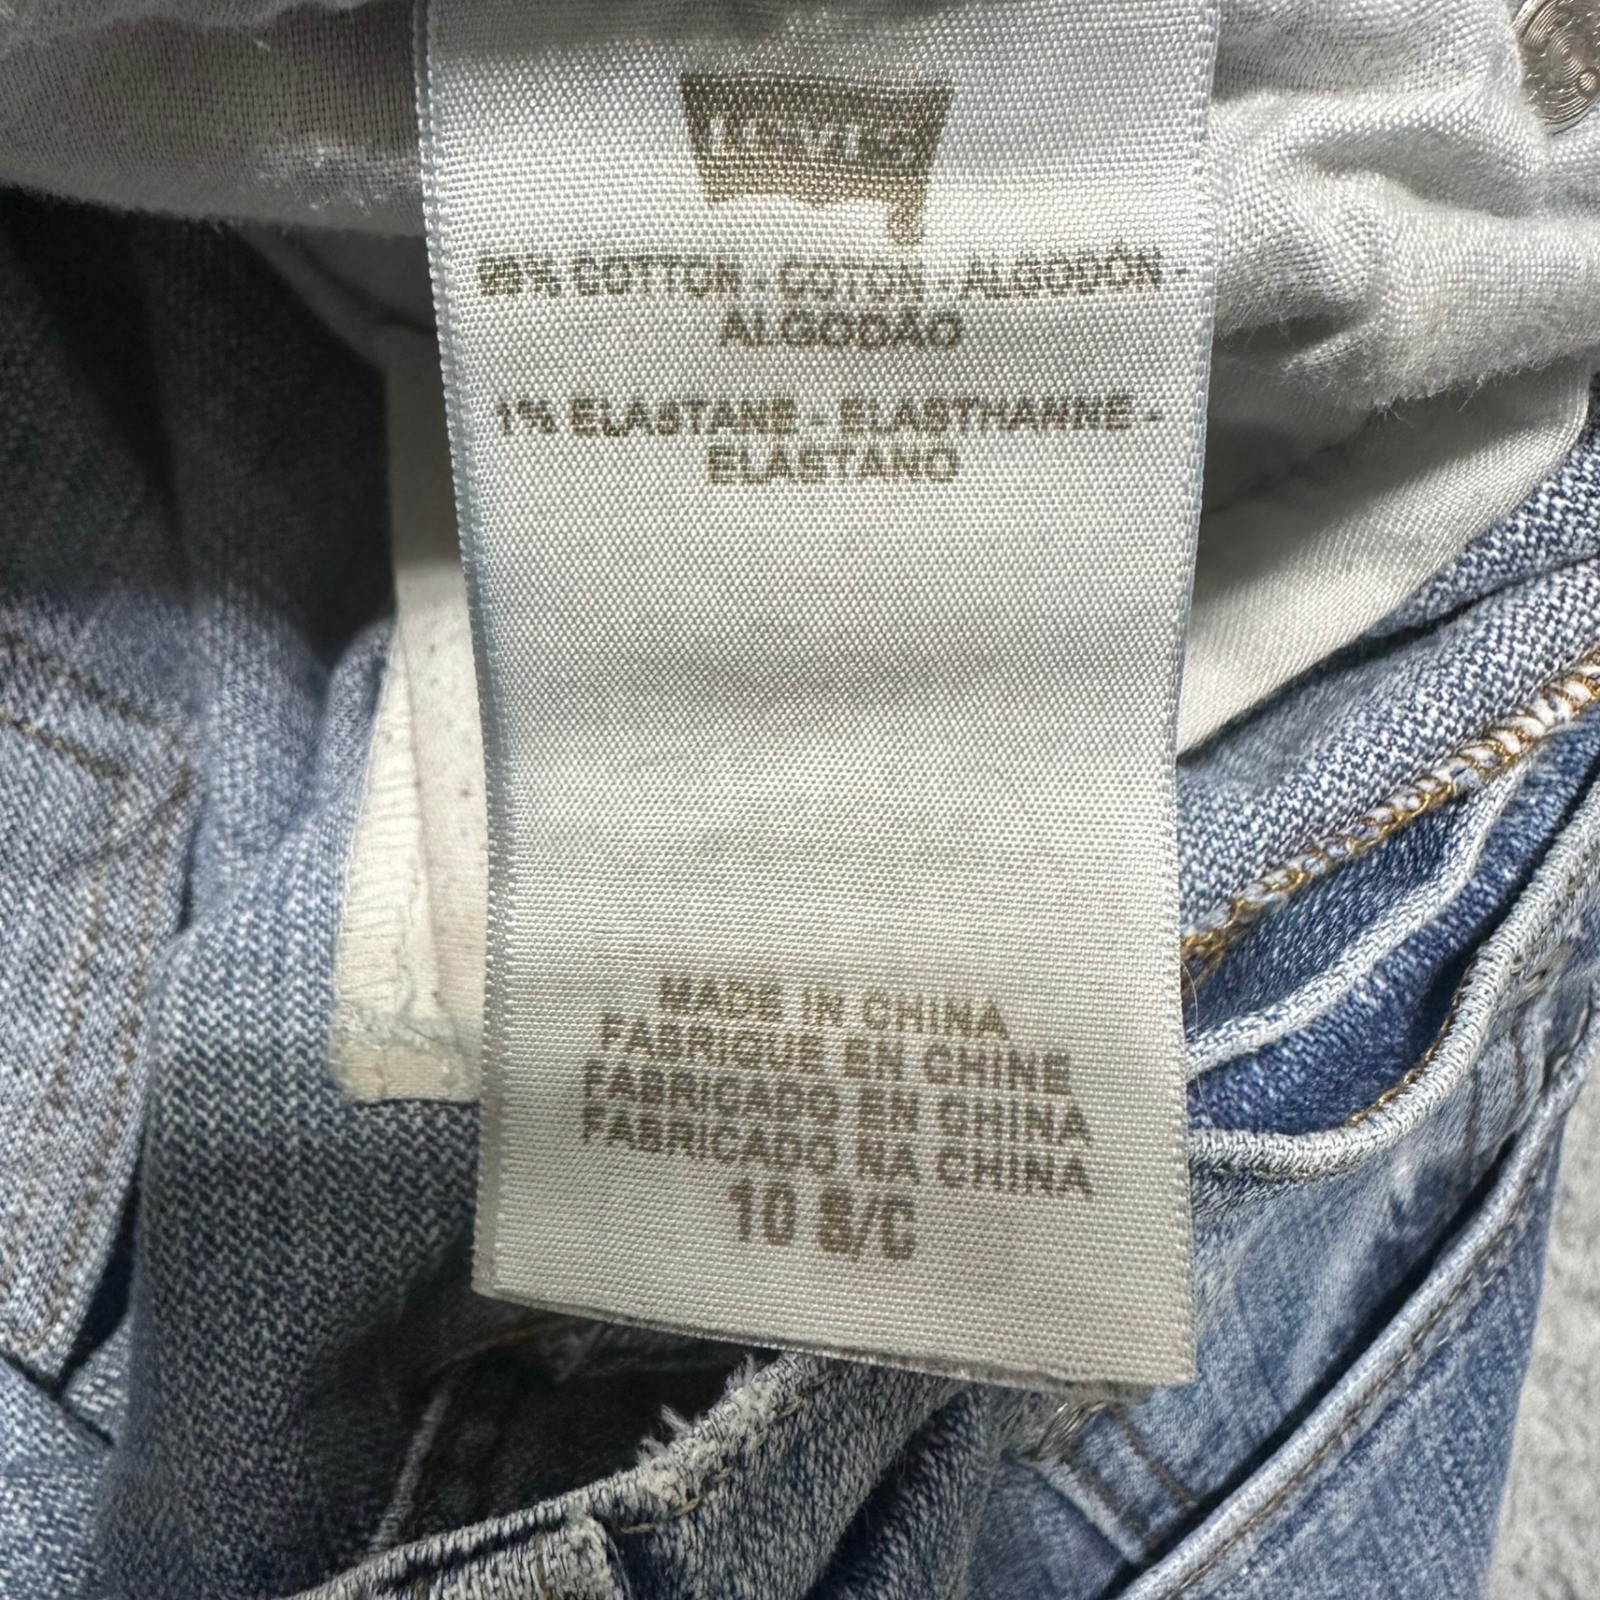 LEVI'S
99% COTTON - COTON - ALGODÓN -
ALGODÃO
1% ELASTANE - ELASTHANNE -
ELASTANO
MADE IN CHINA
FABRIQUE EN CHINE
FABRICADO EN CHINA
FABRICADO NA CHINA
10 S/C